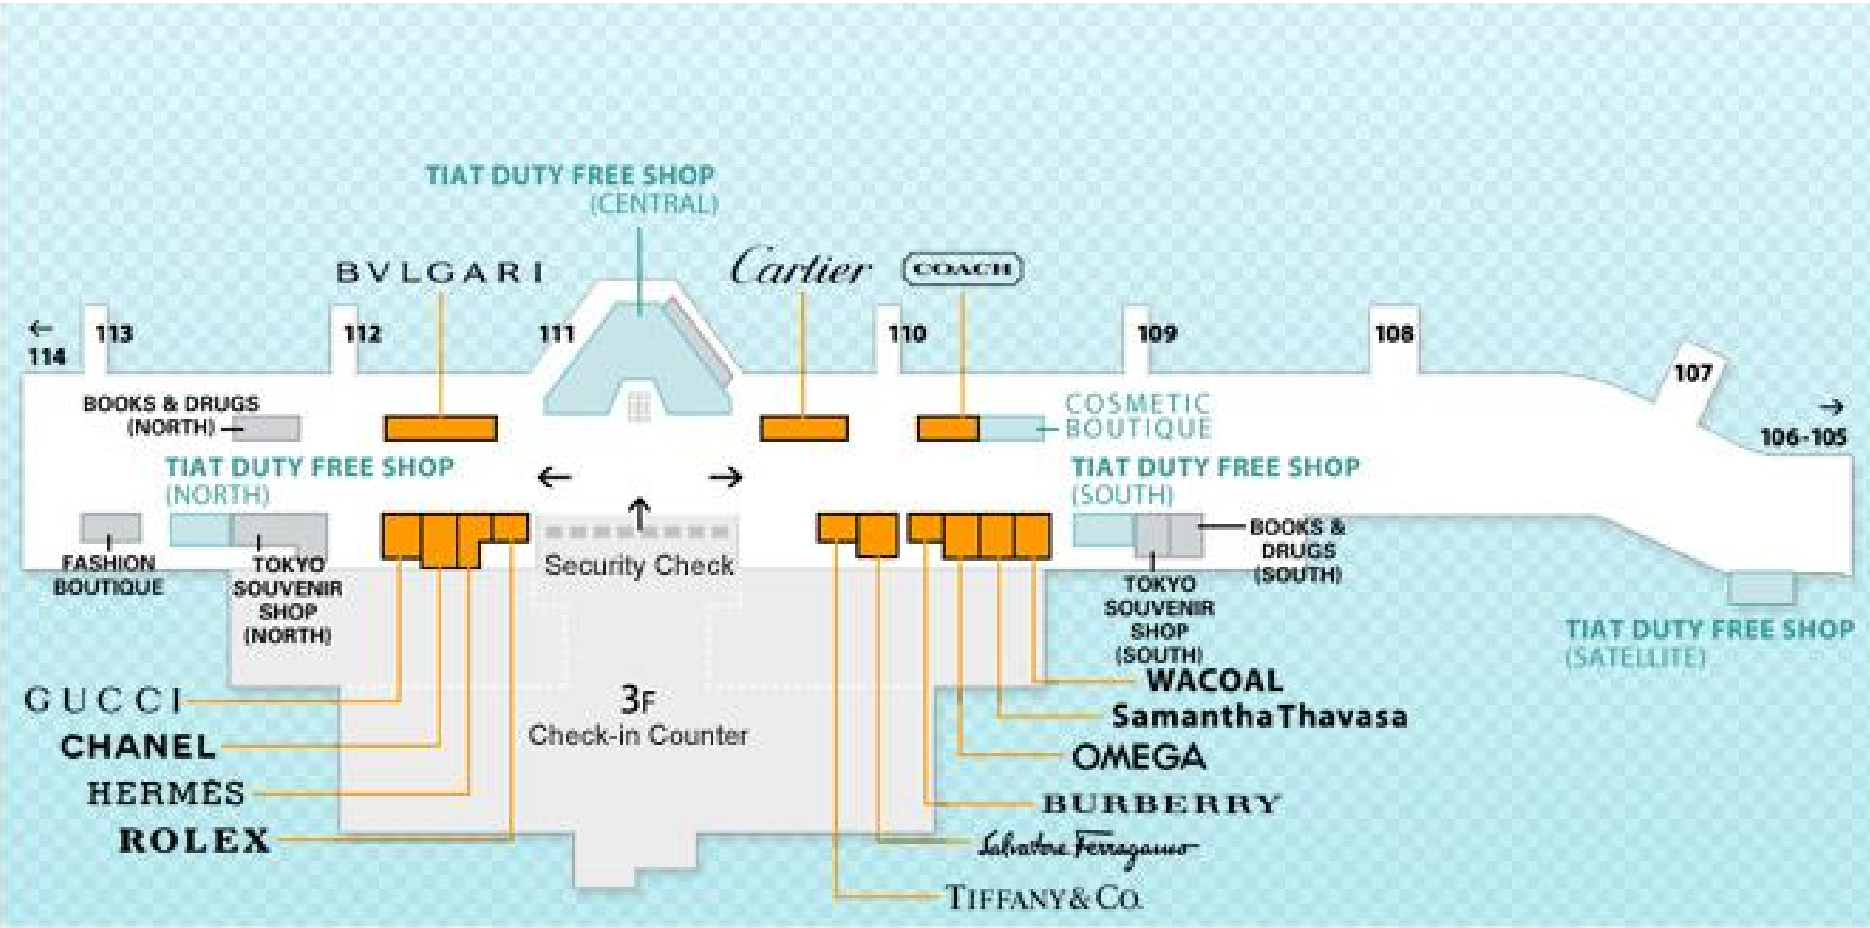 TIAT DUTY FREE SHOP
(CENTRAL)
BVLGARI
Cartier
COACH
←
114
113
112
111
110
109
108
107
→
106-105
BOOKS & DRUGS
(NORTH)
COSMETIC
BOUTIQUE
TIAT DUTY FREE SHOP
(NORTH)
← →
↑
TIAT DUTY FREE SHOP
(SOUTH)
FASHION
BOUTIQUE
TOKYO
SOUVENIR
SHOP
(NORTH)
Security Check
BOOKS &
DRUGS
(SOUTH)
TOKYO
SOUVENIR
SHOP
(SOUTH)
TIAT DUTY FREE SHOP
(SATELLITE)
GUCCI
CHANEL
HERMÈS
ROLEX
3F
Check-in Counter
WACOAL
Samantha Thavasa
OMEGA
BURBERRY
Salvatore Ferragamo
TIFFANY & CO.